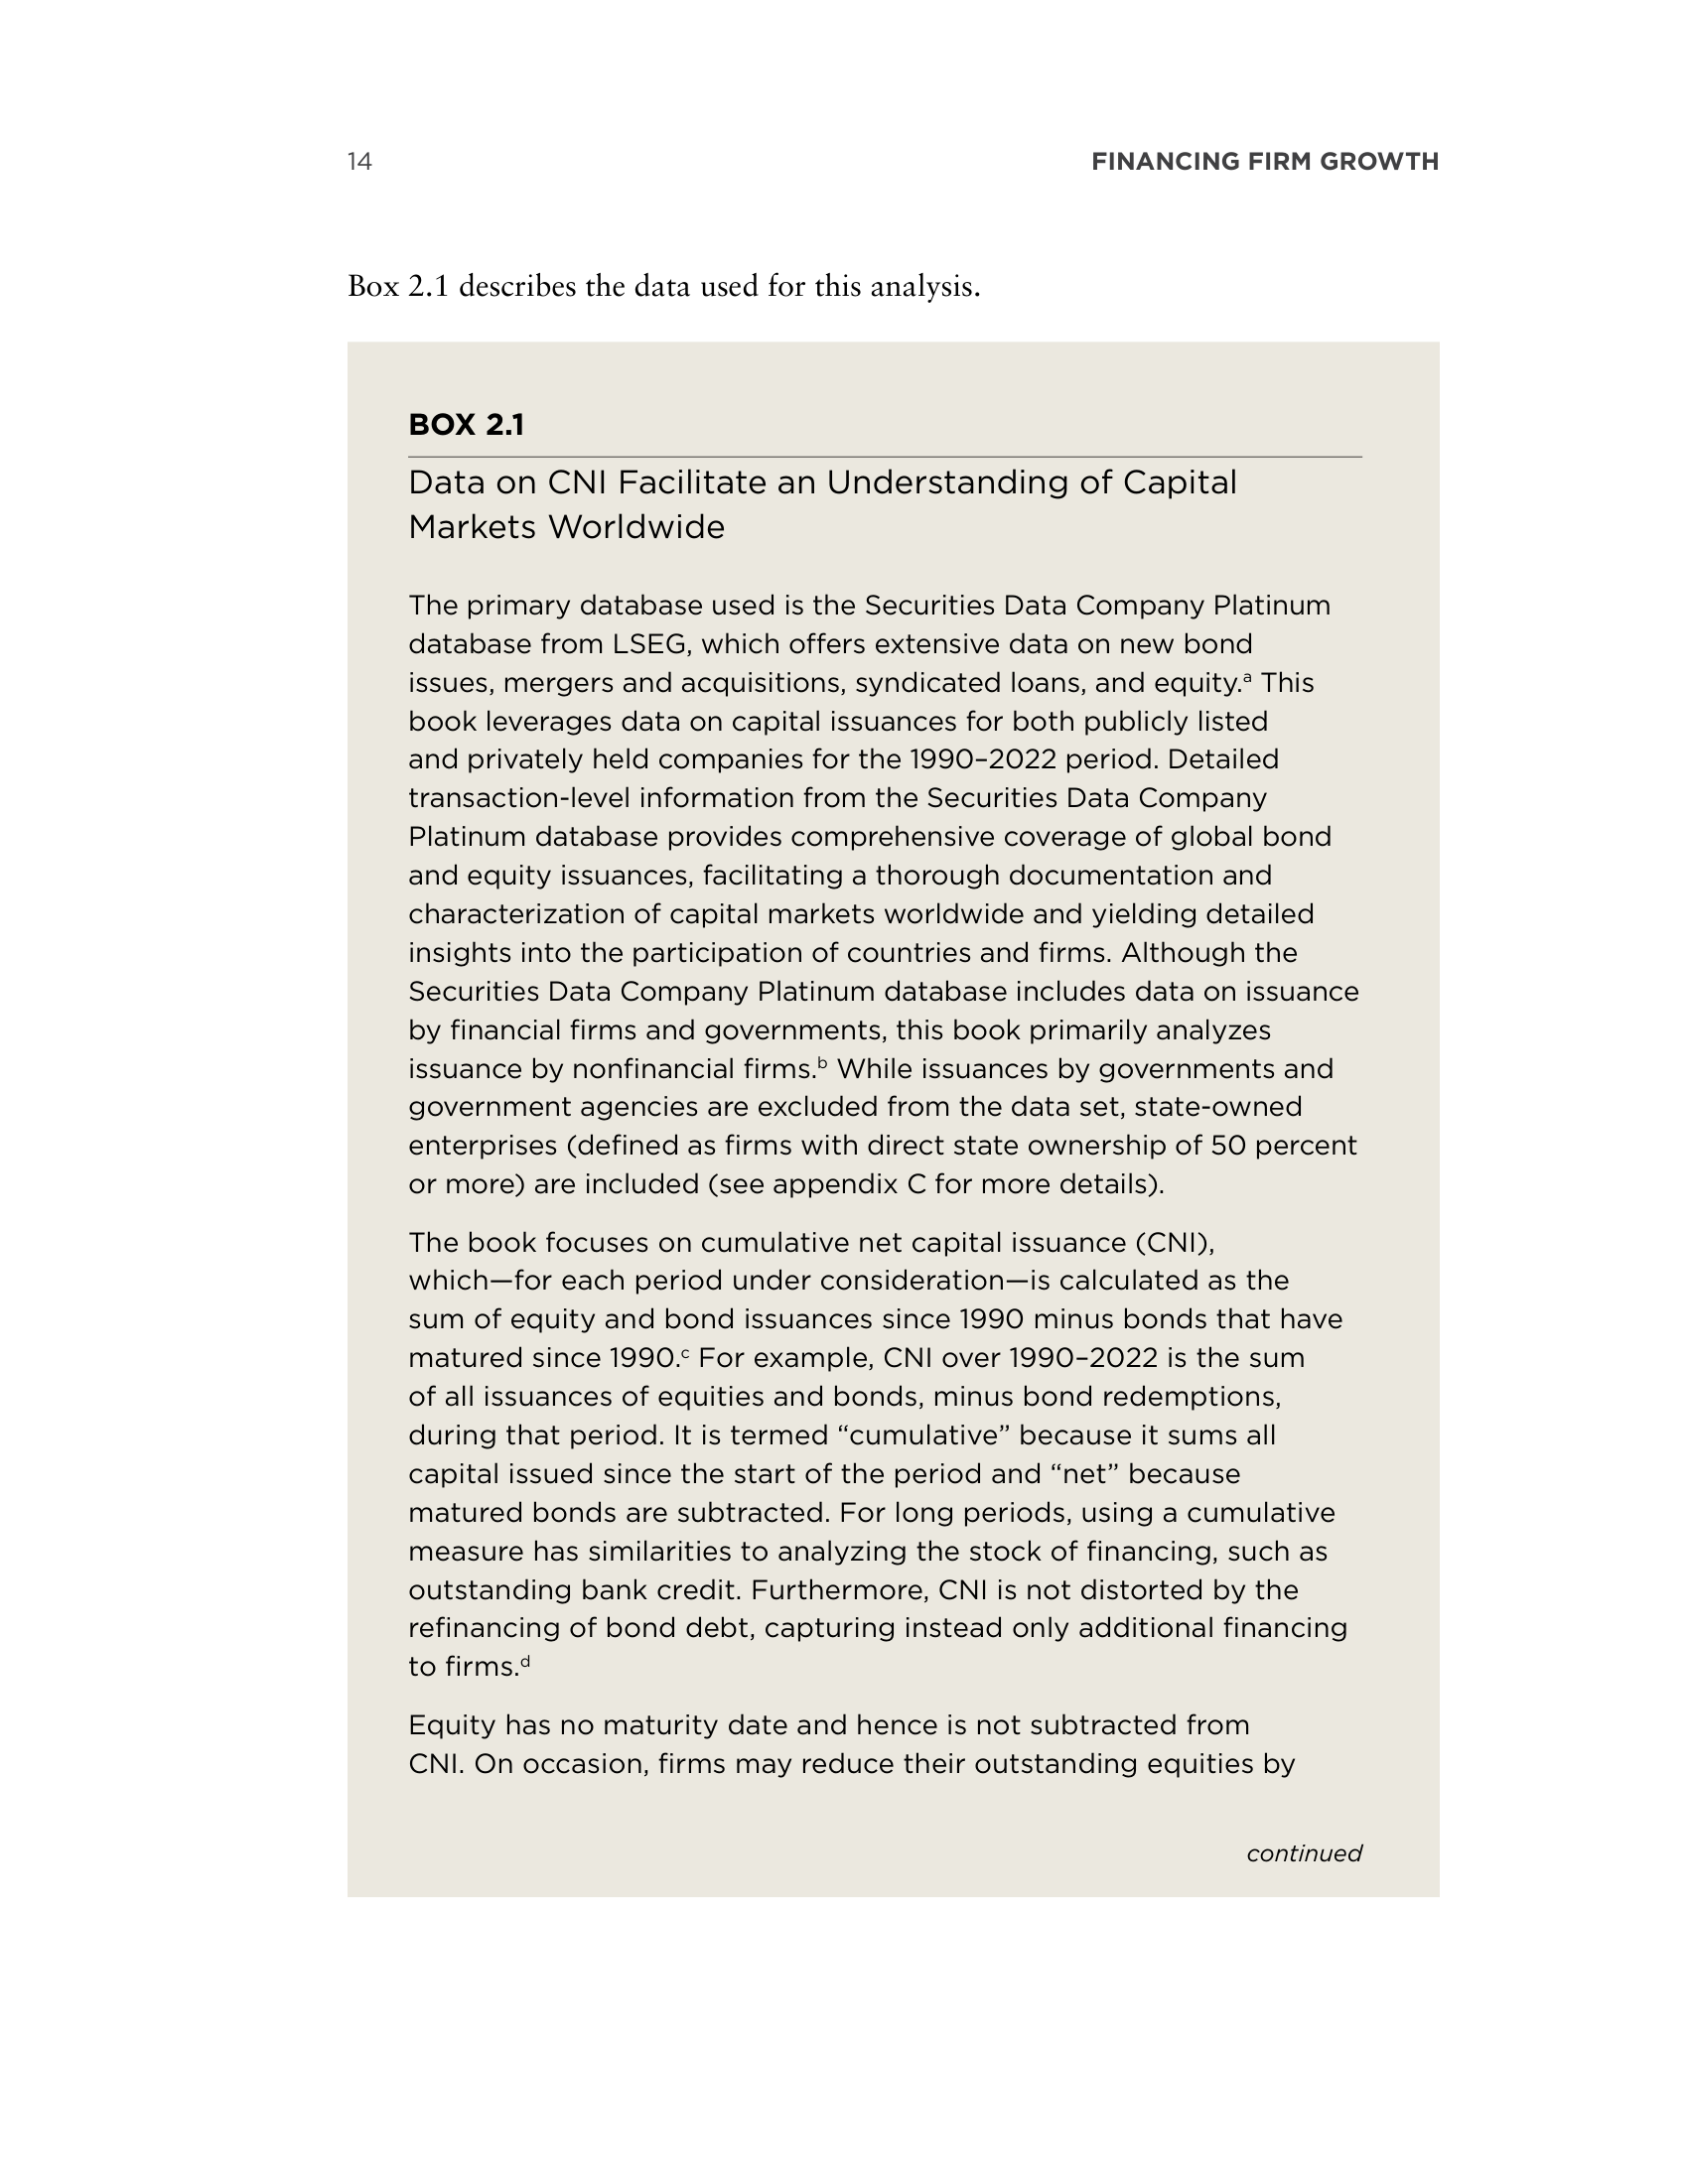 14
FINANCING FIRM GROWTH
Box 2.1 describes the data used for this analysis.
BOX 2.1
Data on CNI Facilitate an Understanding of Capital
Markets Worldwide
The primary database used is the Securities Data Company Platinum
database from LSEG, which offers extensive data on new bond
issues, mergers and acquisitions, syndicated loans, and equity.ᵃ This
book leverages data on capital issuances for both publicly listed
and privately held companies for the 1990–2022 period. Detailed
transaction-level information from the Securities Data Company
Platinum database provides comprehensive coverage of global bond
and equity issuances, facilitating a thorough documentation and
characterization of capital markets worldwide and yielding detailed
insights into the participation of countries and firms. Although the
Securities Data Company Platinum database includes data on issuance
by financial firms and governments, this book primarily analyzes
issuance by nonfinancial firms.ᵇ While issuances by governments and
government agencies are excluded from the data set, state-owned
enterprises (defined as firms with direct state ownership of 50 percent
or more) are included (see appendix C for more details).
The book focuses on cumulative net capital issuance (CNI),
which—for each period under consideration—is calculated as the
sum of equity and bond issuances since 1990 minus bonds that have
matured since 1990.ᶜ For example, CNI over 1990–2022 is the sum
of all issuances of equities and bonds, minus bond redemptions,
during that period. It is termed “cumulative” because it sums all
capital issued since the start of the period and “net” because
matured bonds are subtracted. For long periods, using a cumulative
measure has similarities to analyzing the stock of financing, such as
outstanding bank credit. Furthermore, CNI is not distorted by the
refinancing of bond debt, capturing instead only additional financing
to firms.ᵈ
Equity has no maturity date and hence is not subtracted from
CNI. On occasion, firms may reduce their outstanding equities by
continued